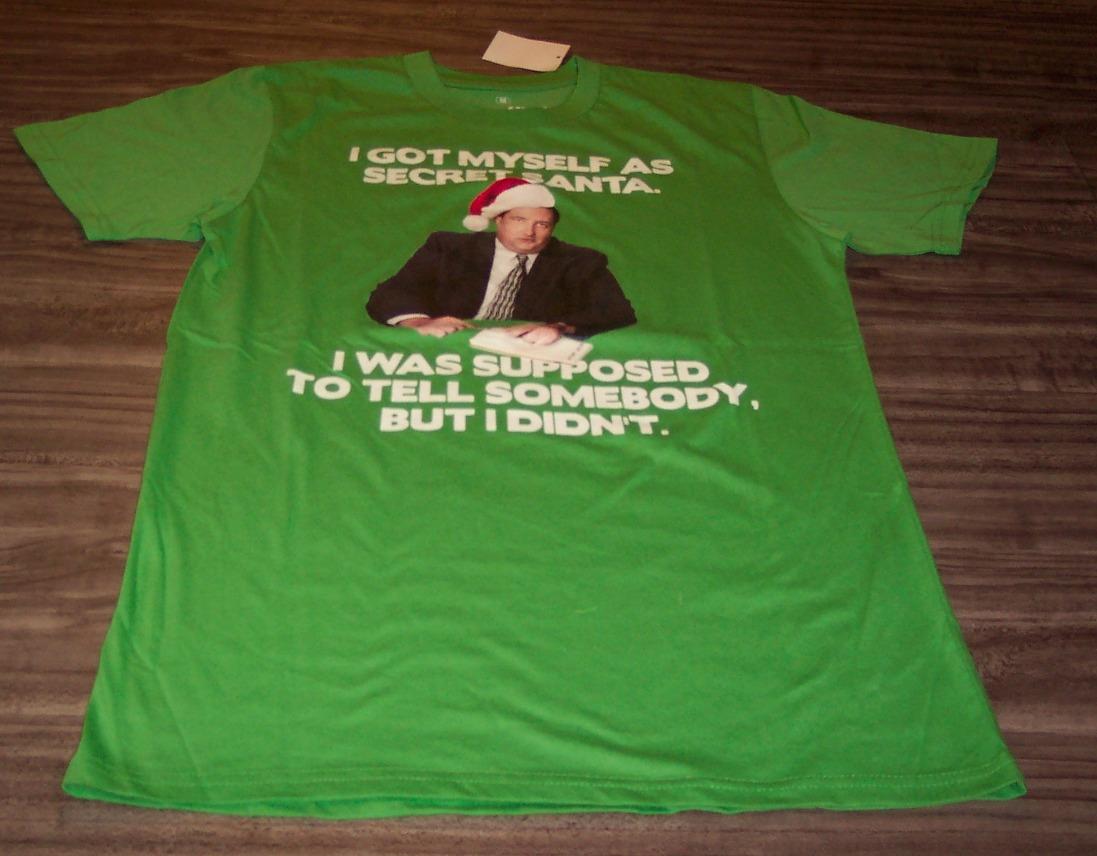 I GOT MYSELF AS
SECRET SANTA.
I WAS SUPPOSED
TO TELL SOMEBODY,
BUT I DIDN'T.